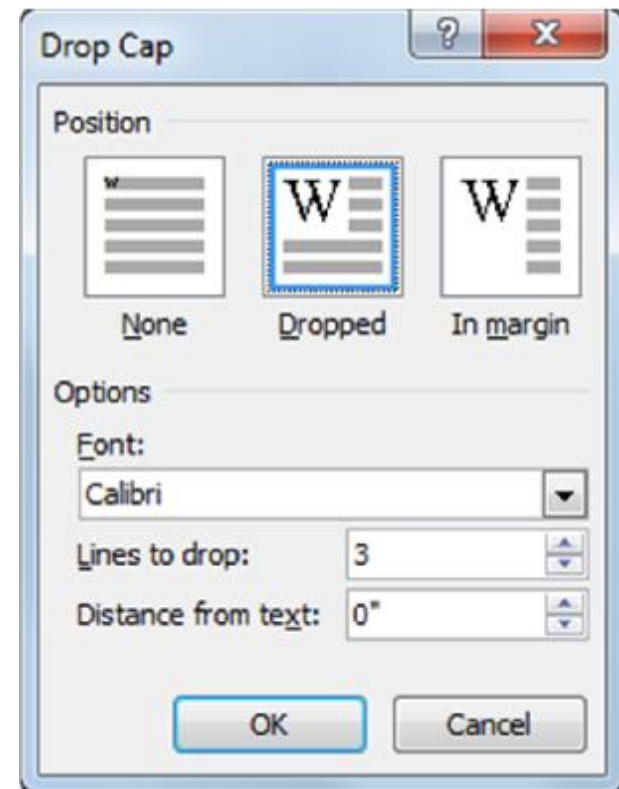 Drop Cap ? X
Position
W W W
None Dropped In margin
Options
Font:
Calibri
Lines to drop: 3
Distance from text: 0"
OK Cancel